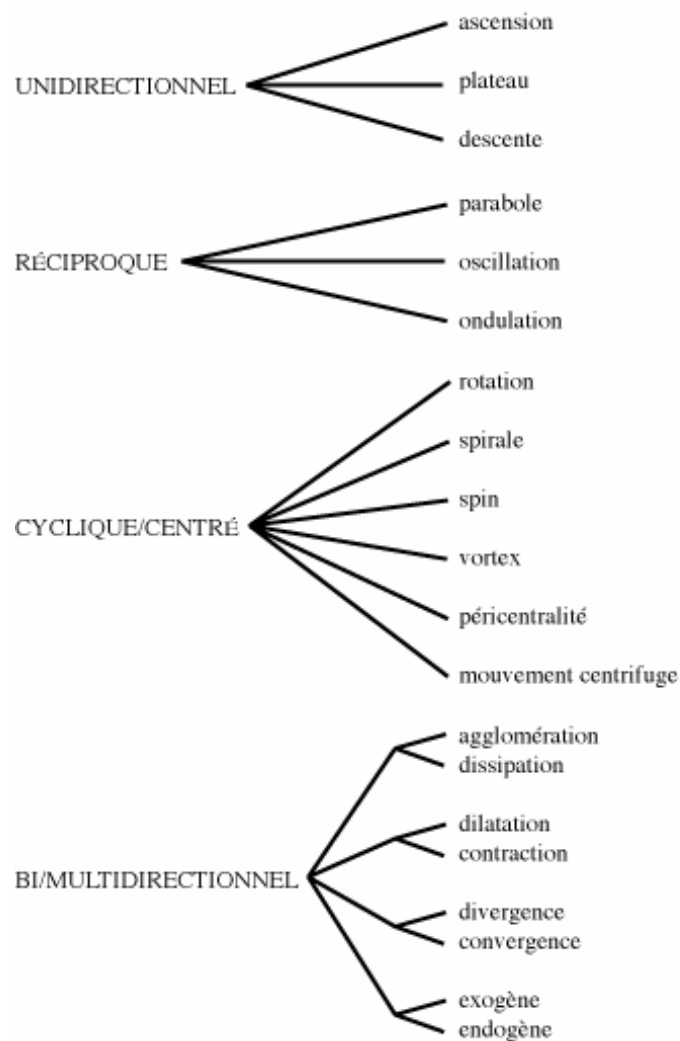 ascension
UNIDIRECTIONNEL
plateau
descente
parabole
RÉCIPROQUE
oscillation
ondulation
rotation
spirale
spin
CYCLIQUE/CENTRÉ
vortex
péricentralité
mouvement centrifuge
agglomération
dissipation
dilatation
contraction
BI/MULTIDIRECTIONNEL
divergence
convergence
exogène
endogène